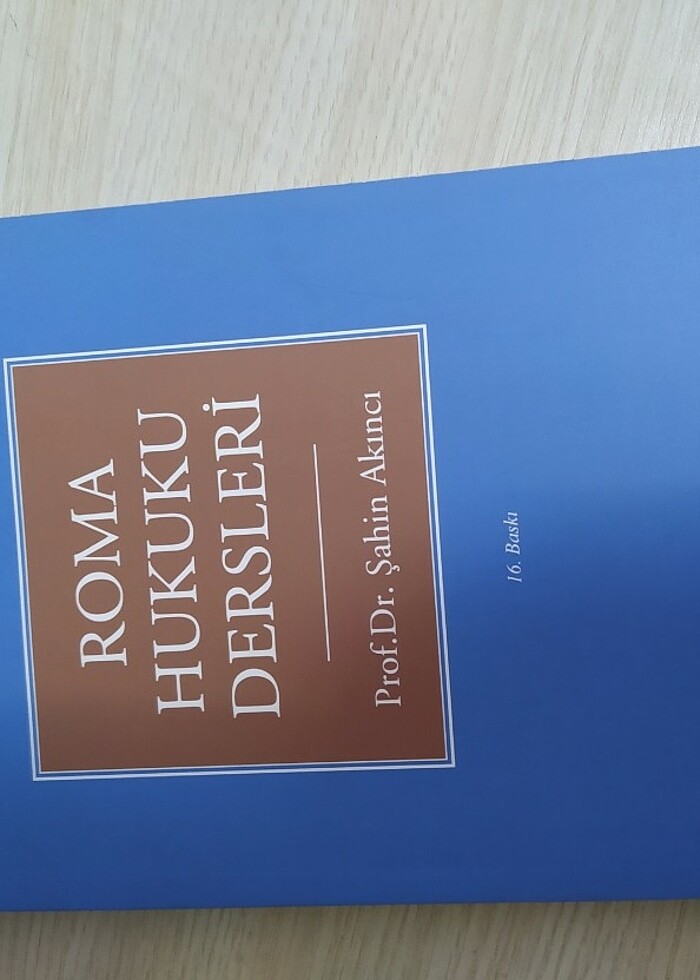 ROMA
HUKUKU
DERSLERİ
Prof.Dr. Şahin Akıncı
16. Baskı